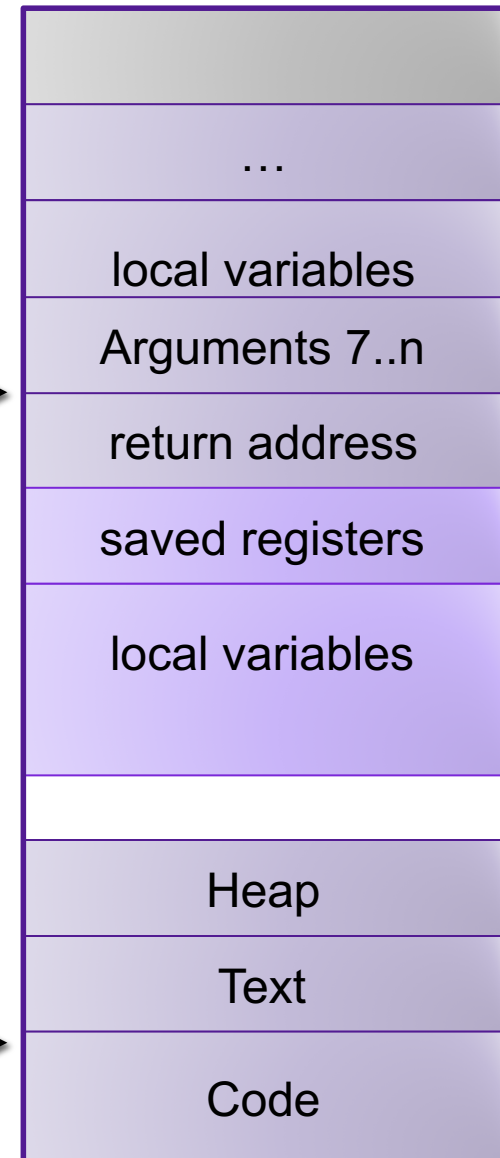 …
local variables
Arguments 7..n
return address
saved registers
local variables
Heap
Text
Code